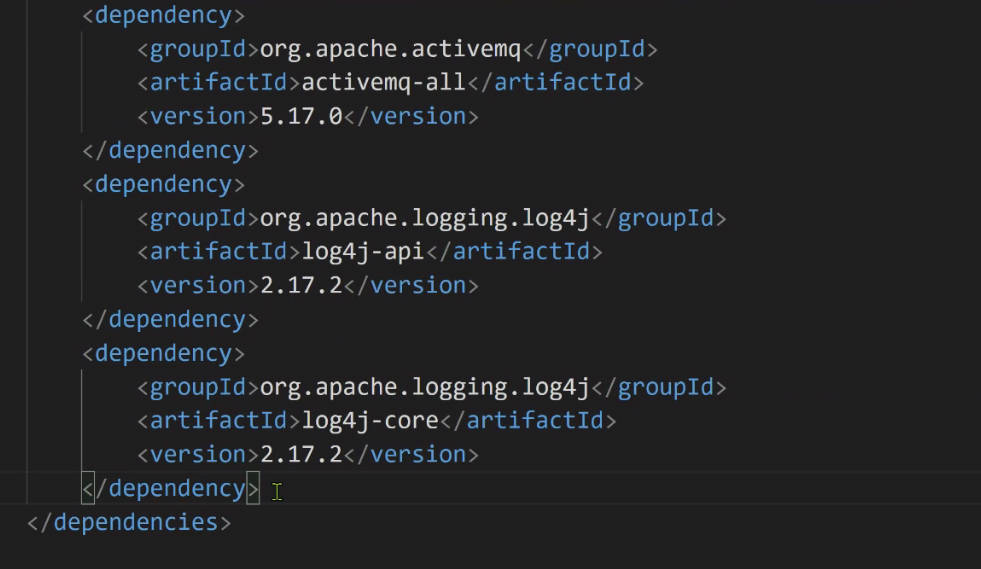 <dependency>
<groupId>org.apache.activemq</groupId>
<artifactId>activemq-all</artifactId>
<version>5.17.0</version>
</dependency>
<dependency>
<groupId>org.apache.logging.log4j</groupId>
<artifactId>log4j-api</artifactId>
<version>2.17.2</version>
</dependency>
<dependency>
<groupId>org.apache.logging.log4j</groupId>
<artifactId>log4j-core</artifactId>
<version>2.17.2</version>
</dependency>
</dependencies>